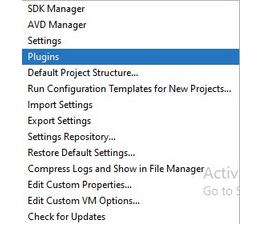 SDK Manager
AVD Manager
Settings
Plugins
Default Project Structure...
Run Configuration Templates for New Projects...
Import Settings
Export Settings
Settings Repository...
Restore Default Settings...
Compress Logs and Show in File Manager
Edit Custom Properties...
Edit Custom VM Options...
Check for Updates
Activ
Go to S